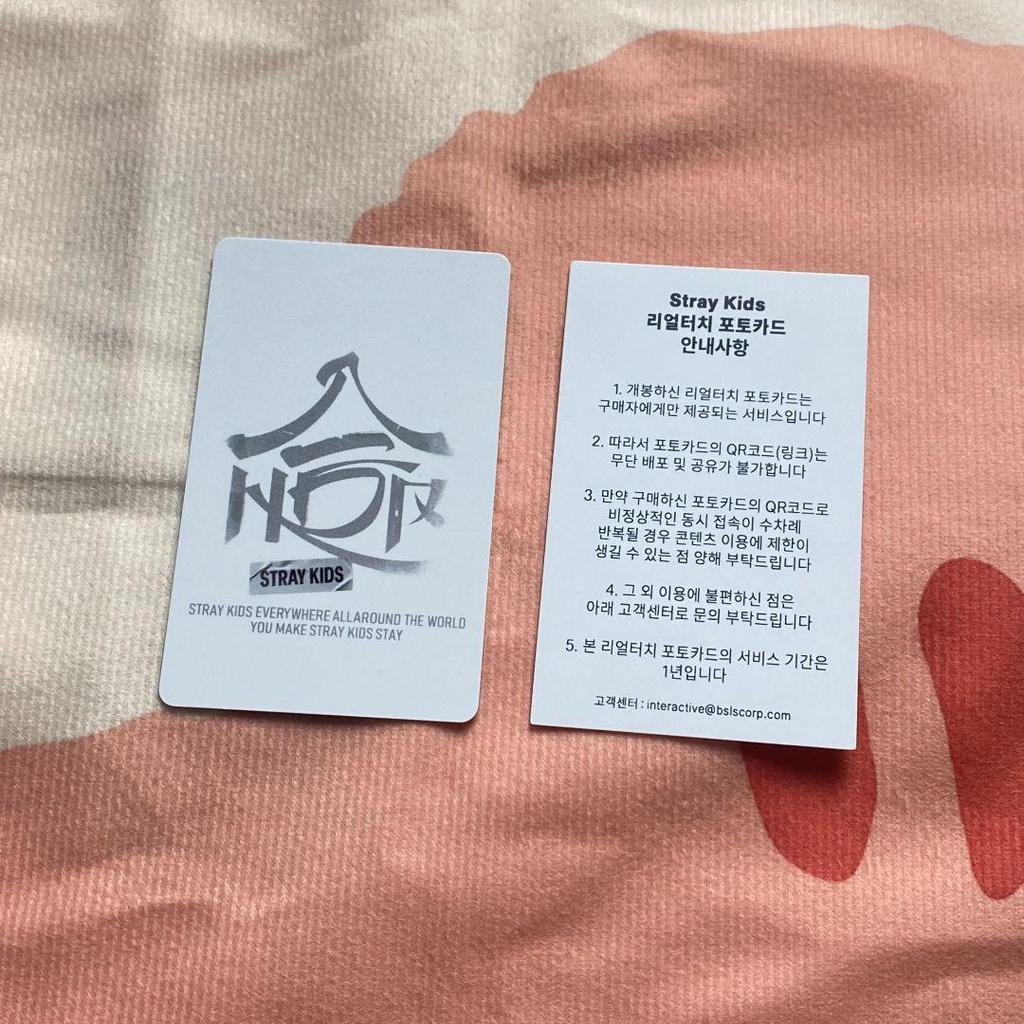 STRAY KIDS
STRAY KIDS EVERYWHERE ALL AROUND THE WORLD
YOU MAKE STRAY KIDS STAY
Stray Kids
리얼터치 포토카드
안내사항
1. 개봉하신 리얼터치 포토카드는
구매자에게만 제공되는 서비스입니다
2. 따라서 포토카드의 QR코드(링크)는
무단 배포 및 공유가 불가합니다
3. 만약 구매하신 포토카드의 QR코드로
비정상적인 동시 접속이 수차례
반복될 경우 콘텐츠 이용에 제한이
생길 수 있는 점 양해 부탁드립니다
4. 그 외 이용에 불편하신 점은
아래 고객센터로 문의 부탁드립니다
5. 본 리얼터치 포토카드의 서비스 기간은
1년입니다
고객센터 : interactive@bslscorp.com